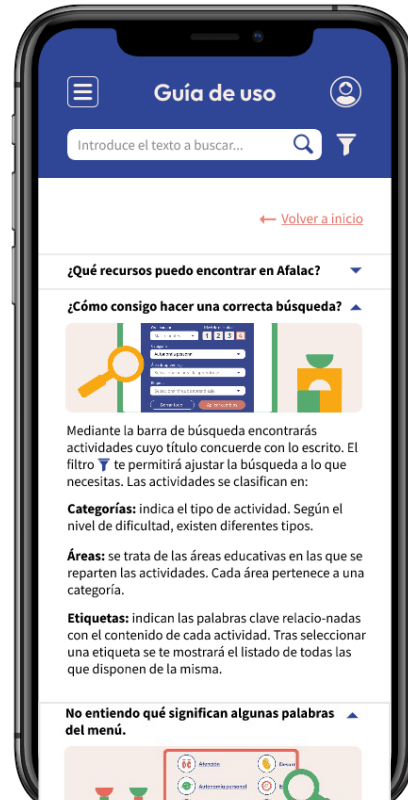 Guía de uso
Introduce el texto a buscar...
← Volver a inicio
¿Qué recursos puedo encontrar en Afalac?
¿Cómo consigo hacer una correcta búsqueda?
1 2 3 4
Mediante la barra de búsqueda encontrarás
actividades cuyo título concuerde con lo escrito. El
filtro te permitirá ajustar la búsqueda a lo que
necesitas. Las actividades se clasifican en:
Categorías: indica el tipo de actividad. Según el
nivel de dificultad, existen diferentes tipos.
Áreas: se trata de las áreas educativas en las que se
reparten las actividades. Cada área pertenece a una
categoría.
Etiquetas: indican las palabras clave relacio-nadas
con el contenido de cada actividad. Tras seleccionar
una etiqueta se te mostrará el listado de todas las
que disponen de la misma.
No entiendo qué significan algunas palabras
del menú.
Atención
Autonomía personal